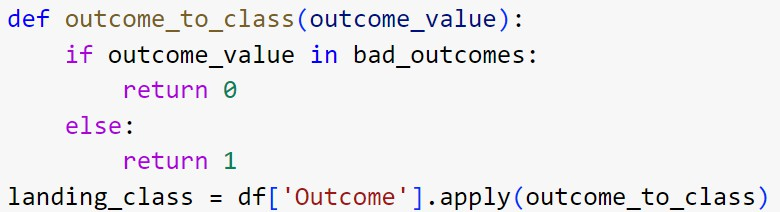 def outcome_to_class(outcome_value):
    if outcome_value in bad_outcomes:
        return 0
    else:
        return 1
landing_class = df['Outcome'].apply(outcome_to_class)